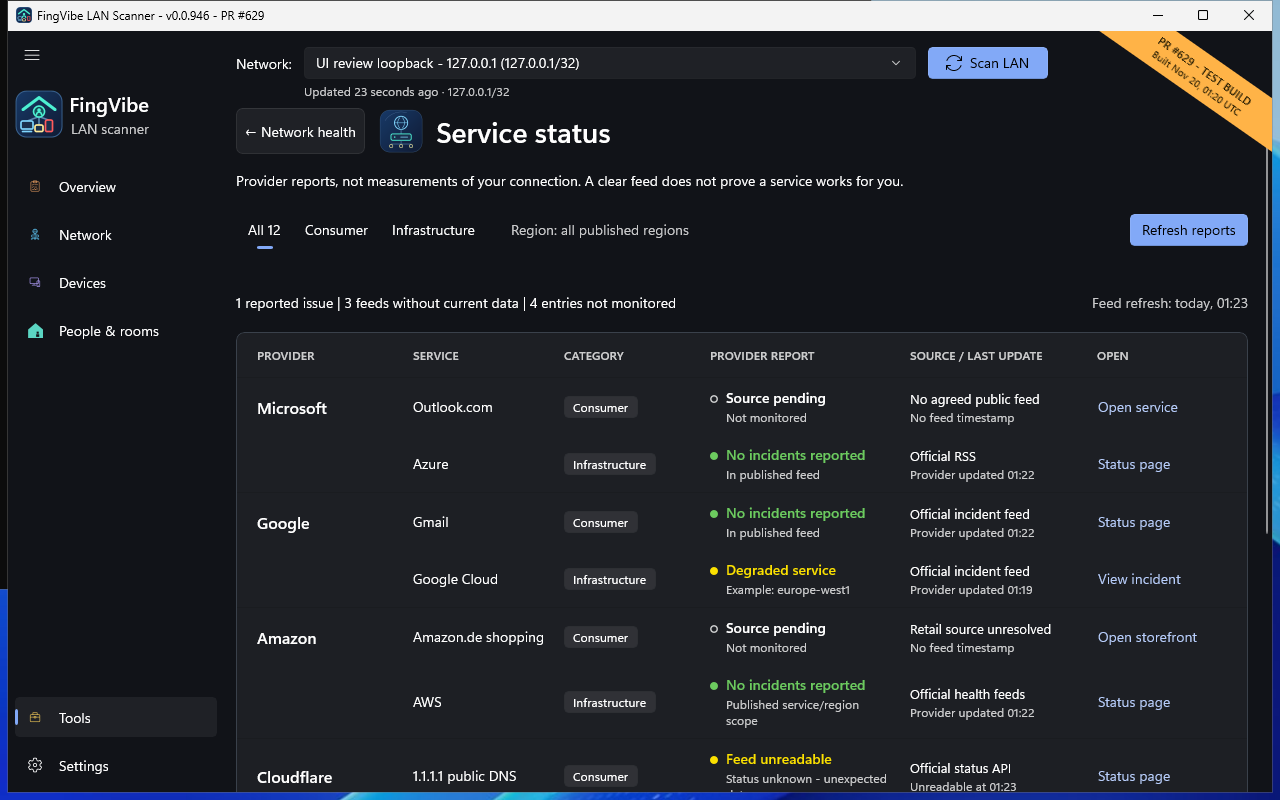 FingVibe LAN Scanner - v0.0.946 - PR #629
PR #629 - TEST BUILD
Built Nov 20, 01:20 UTC
Network:
UI review loopback - 127.0.0.1 (127.0.0.1/32)
Scan LAN
Updated 23 seconds ago · 127.0.0.1/32
FingVibe
LAN scanner
Overview
Network
Devices
People & rooms
Tools
Settings
← Network health
Service status
Provider reports, not measurements of your connection. A clear feed does not prove a service works for you.
All 12 Consumer Infrastructure Region: all published regions
Refresh reports
1 reported issue | 3 feeds without current data | 4 entries not monitored
Feed refresh: today, 01:23
PROVIDER SERVICE CATEGORY PROVIDER REPORT SOURCE / LAST UPDATE OPEN
Microsoft Outlook.com Consumer Source pending No agreed public feed Open service
Not monitored No feed timestamp
Azure Infrastructure No incidents reported Official RSS Status page
In published feed Provider updated 01:22
Google Gmail Consumer No incidents reported Official incident feed Status page
In published feed Provider updated 01:22
Google Cloud Infrastructure Degraded service Official incident feed View incident
Example: europe-west1 Provider updated 01:19
Amazon Amazon.de shopping Consumer Source pending Retail source unresolved Open storefront
Not monitored No feed timestamp
AWS Infrastructure No incidents reported Official health feeds Status page
Published service/region Provider updated 01:22
scope
Cloudflare 1.1.1.1 public DNS Consumer Feed unreadable Official status API Status page
Status unknown - unexpected Unreadable at 01:23